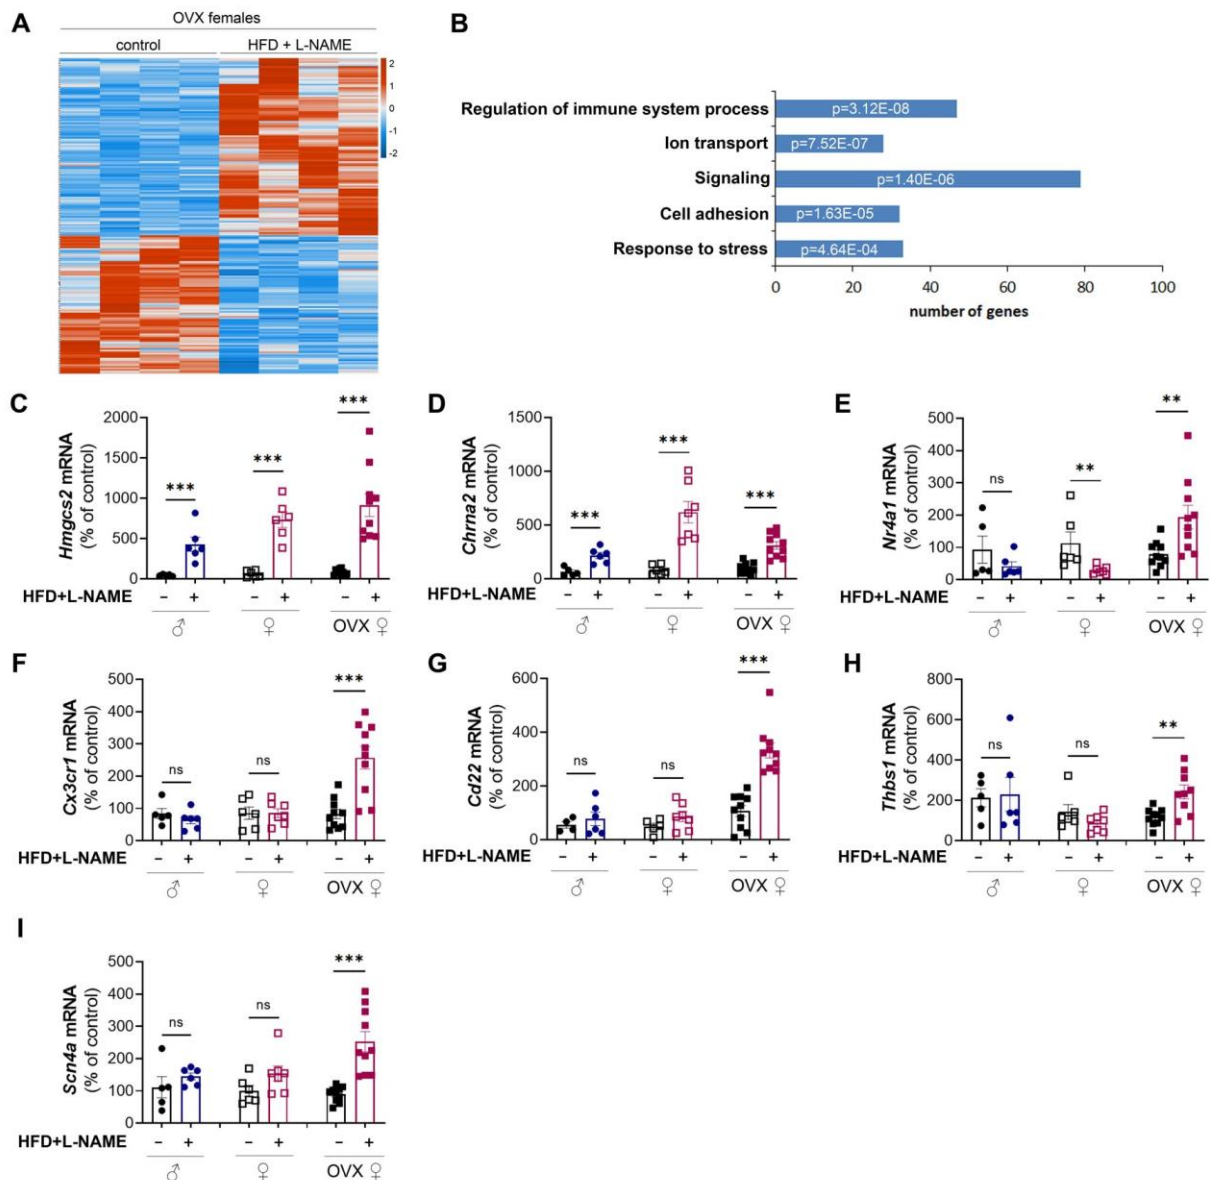 A
OVX females
control HFD + L-NAME
2
1
0
-1
-2
B
Regulation of immune system process p=3.12E-08
Ion transport p=7.52E-07
Signaling p=1.40E-06
Cell adhesion p=1.63E-05
Response to stress p=4.64E-04
0 20 40 60 80 100
number of genes
C
Hmgcs2 mRNA
(% of control)
2000
1500
1000
500
0
*** *** ***
HFD+L-NAME − + − + − +
♂ ♀ OVX ♀
D
Chrna2 mRNA
(% of control)
1500
1000
500
0
*** *** ***
HFD+L-NAME − + − + − +
♂ ♀ OVX ♀
E
Nr4a1 mRNA
(% of control)
500
400
300
200
100
0
ns ** **
HFD+L-NAME − + − + − +
♂ ♀ OVX ♀
F
Cx3cr1 mRNA
(% of control)
500
400
300
200
100
0
ns ns ***
HFD+L-NAME − + − + − +
♂ ♀ OVX ♀
G
Cd22 mRNA
(% of control)
600
400
200
0
ns ns ***
HFD+L-NAME − + − + − +
♂ ♀ OVX ♀
H
Thbs1 mRNA
(% of control)
800
600
400
200
0
ns ns **
HFD+L-NAME − + − + − +
♂ ♀ OVX ♀
I
Scn4a mRNA
(% of control)
500
400
300
200
100
0
ns ns ***
HFD+L-NAME − + − + − +
♂ ♀ OVX ♀